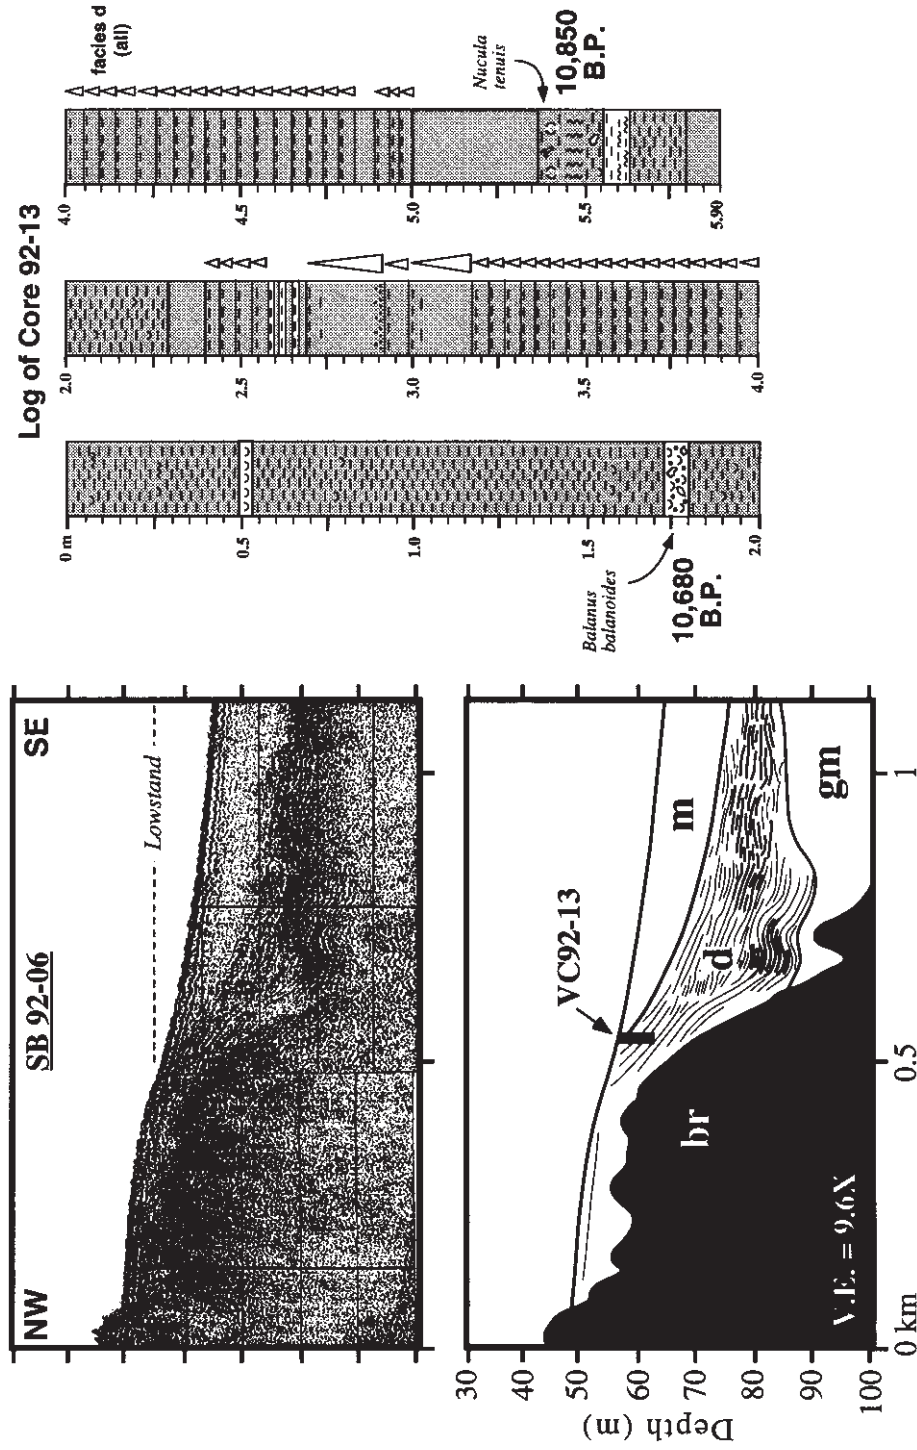 Log of Core 92-13
0 m
0.5
1.0
1.5
2.0
Balanus
balanoides
10,680
B.P.
2.0
2.5
3.0
3.5
4.0
4.0
4.5
5.0
5.5
5.90
facies d
(all)
Nucula
tenuis
10,850
B.P.
NW
SB 92-06
SE
Lowstand
30
40
50
60
70
80
90
100
Depth (m)
VC92-13
m
d
br
gm
V.E. = 9.6X
0 km
0.5
1